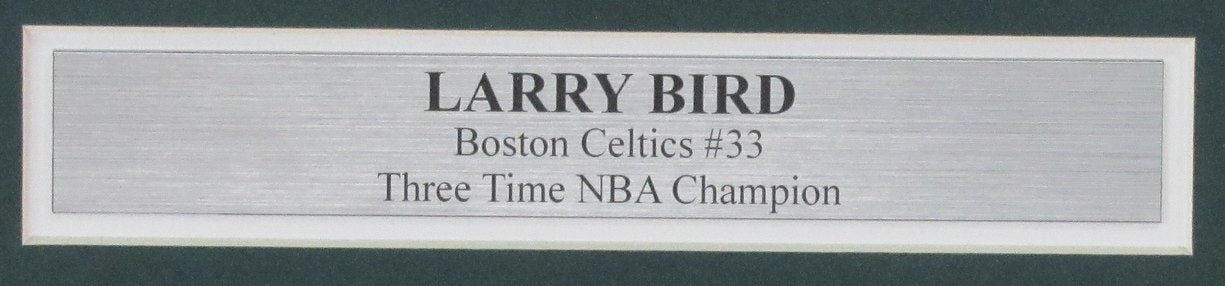 LARRY BIRD
Boston Celtics #33
Three Time NBA Champion